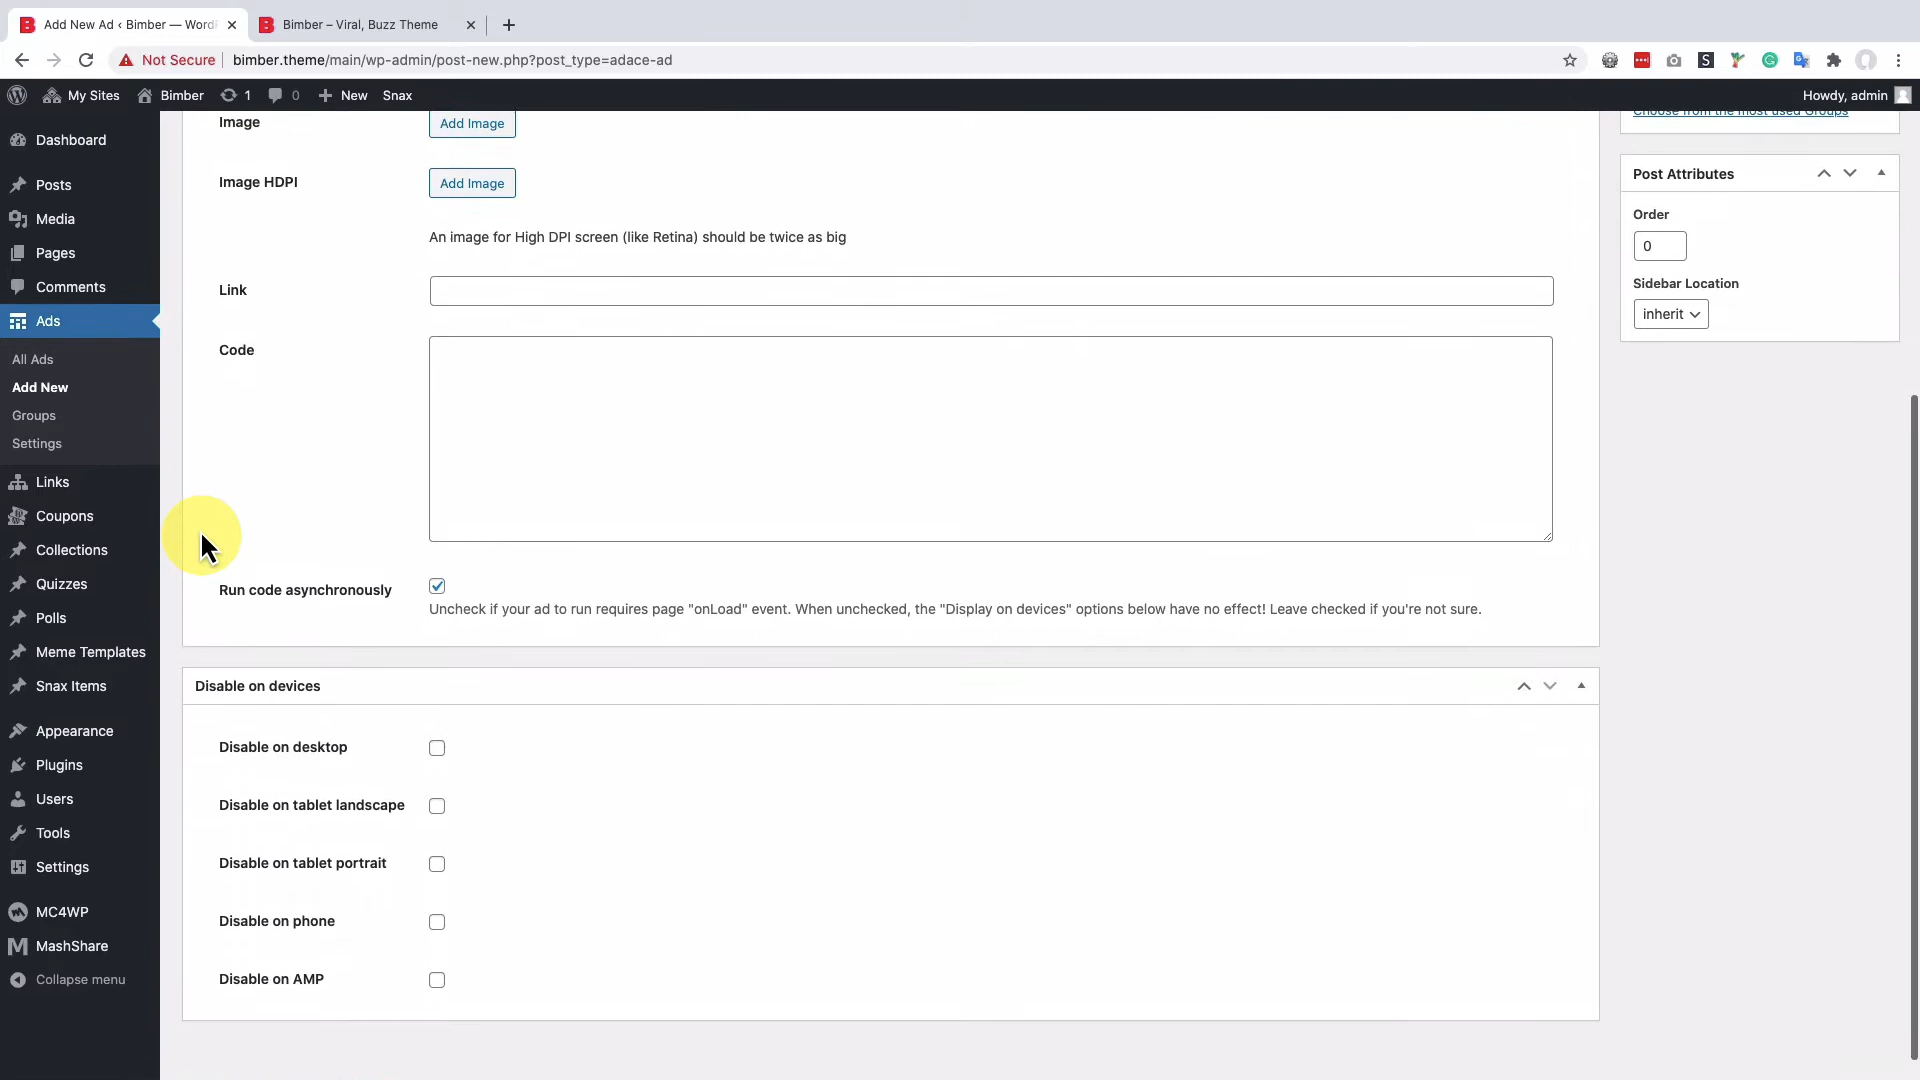 Add New Ad ‹ Bimber — WordP
Bimber – Viral, Buzz Theme
Not Secure
bimber.theme/main/wp-admin/post-new.php?post_type=adace-ad
My Sites
Bimber
1
0
New
Snax
Howdy, admin
Dashboard
Posts
Media
Pages
Comments
Ads
All Ads
Add New
Groups
Settings
Links
Coupons
Collections
Quizzes
Polls
Meme Templates
Snax Items
Appearance
Plugins
Users
Tools
Settings
MC4WP
MashShare
Collapse menu
Image
Add Image
Image HDPI
Add Image
An image for High DPI screen (like Retina) should be twice as big
Link
Code
Run code asynchronously
Uncheck if your ad to run requires page "onLoad" event. When unchecked, the "Display on devices" options below have no effect! Leave checked if you're not sure.
Disable on devices
Disable on desktop
Disable on tablet landscape
Disable on tablet portrait
Disable on phone
Disable on AMP
Choose from the most used Groups
Post Attributes
Order
0
Sidebar Location
inherit